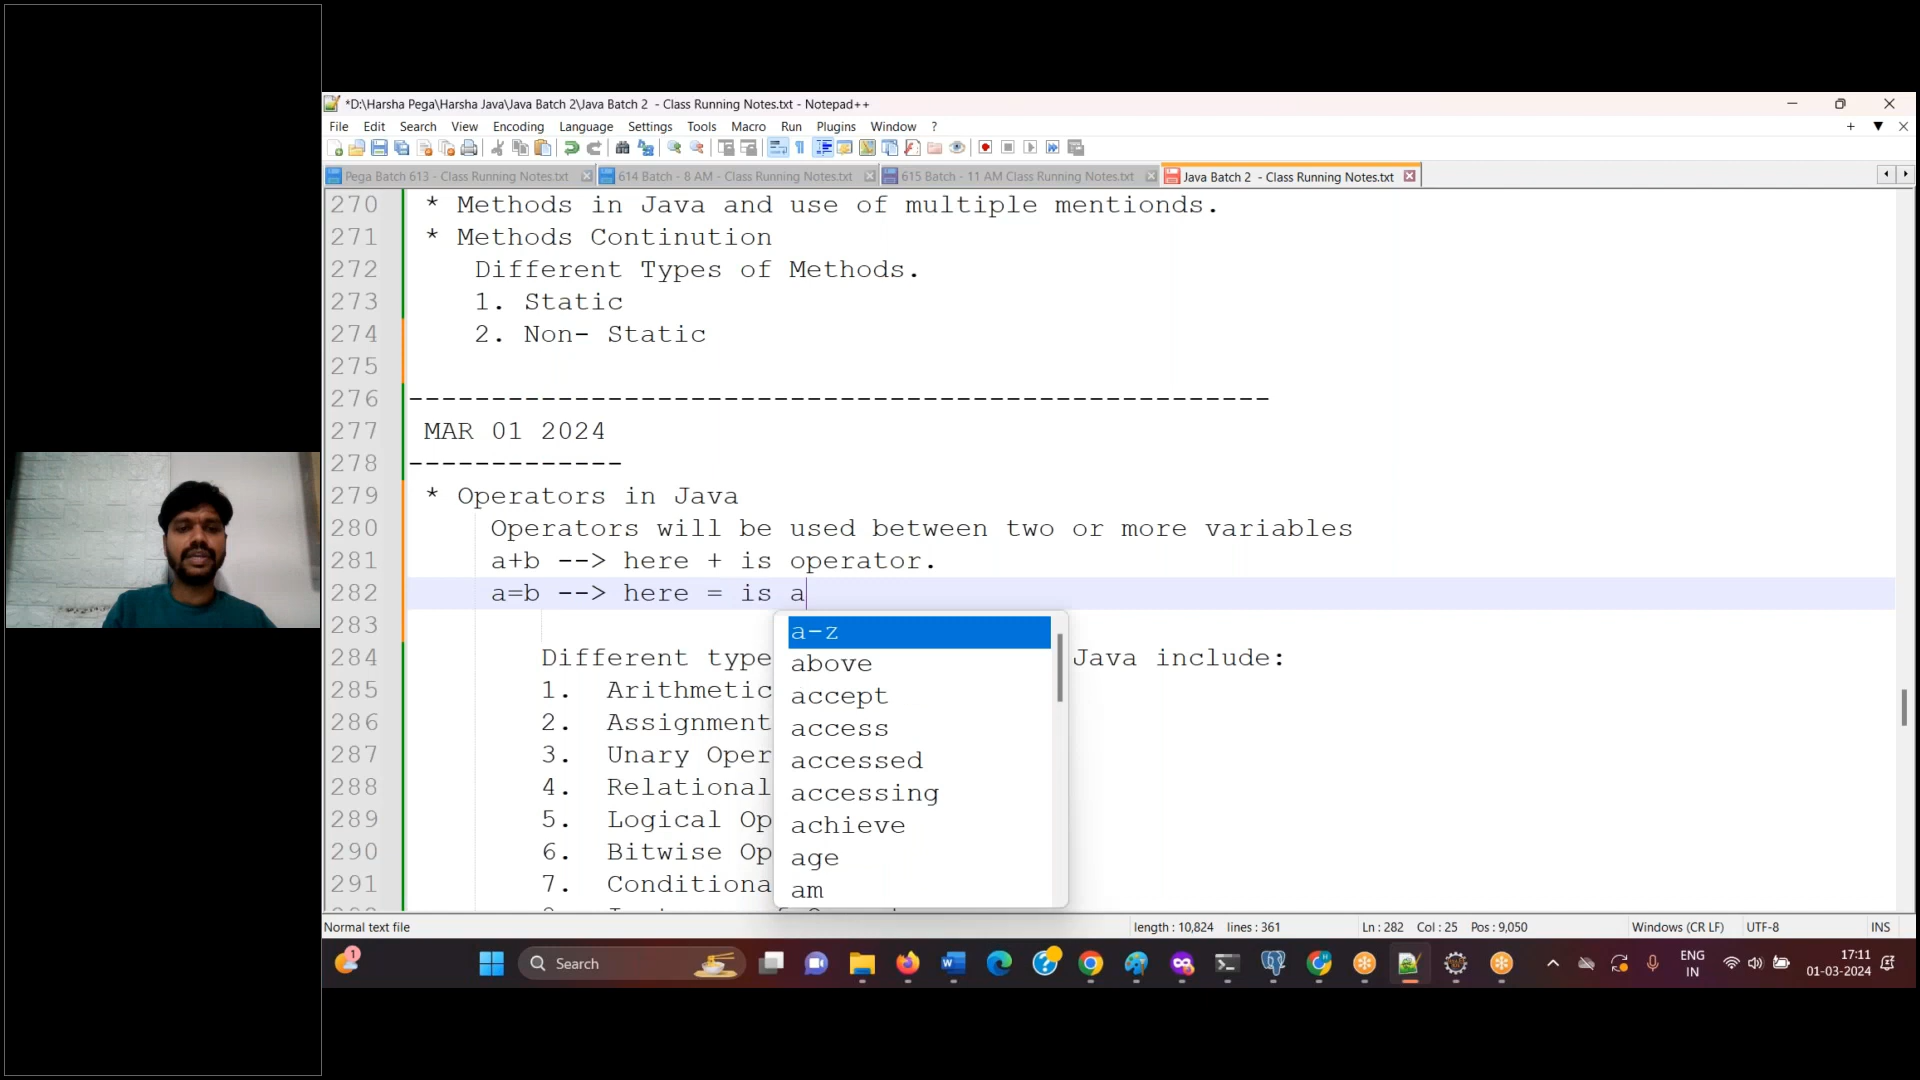 *D:\Harsha Pega\Harsha Java\Java Batch 2\Java Batch 2  - Class Running Notes.txt - Notepad++
File Edit Search View Encoding Language Settings Tools Macro Run Plugins Window ?
Pega Batch 613 - Class Running Notes.txt 614 Batch - 8 AM - Class Running Notes.txt 615 Batch - 11 AM Class Running Notes.txt Java Batch 2  - Class Running Notes.txt
270 * Methods in Java and use of multiple mentionds.
271 * Methods Continution
272 Different Types of Methods.
273 1. Static
274 2. Non- Static
275
276 ----------------------------------------------------
277 MAR 01 2024
278 -------------
279 * Operators in Java
280 Operators will be used between two or more variables
281 a+b --> here + is operator.
282 a=b --> here = is a
283 a-z
above
284 Different type Java include:
accept
285 1. Arithmetic
access
286 2. Assignment
accessed
287 3. Unary Oper
accessing
288 4. Relational
achieve
289 5. Logical Op
age
290 6. Bitwise Op
am
291 7. Conditiona
Normal text file length : 10,824 lines : 361 Ln : 282 Col : 25 Pos : 9,050 Windows (CR LF) UTF-8 INS
1 Search ENG IN 17:11 01-03-2024